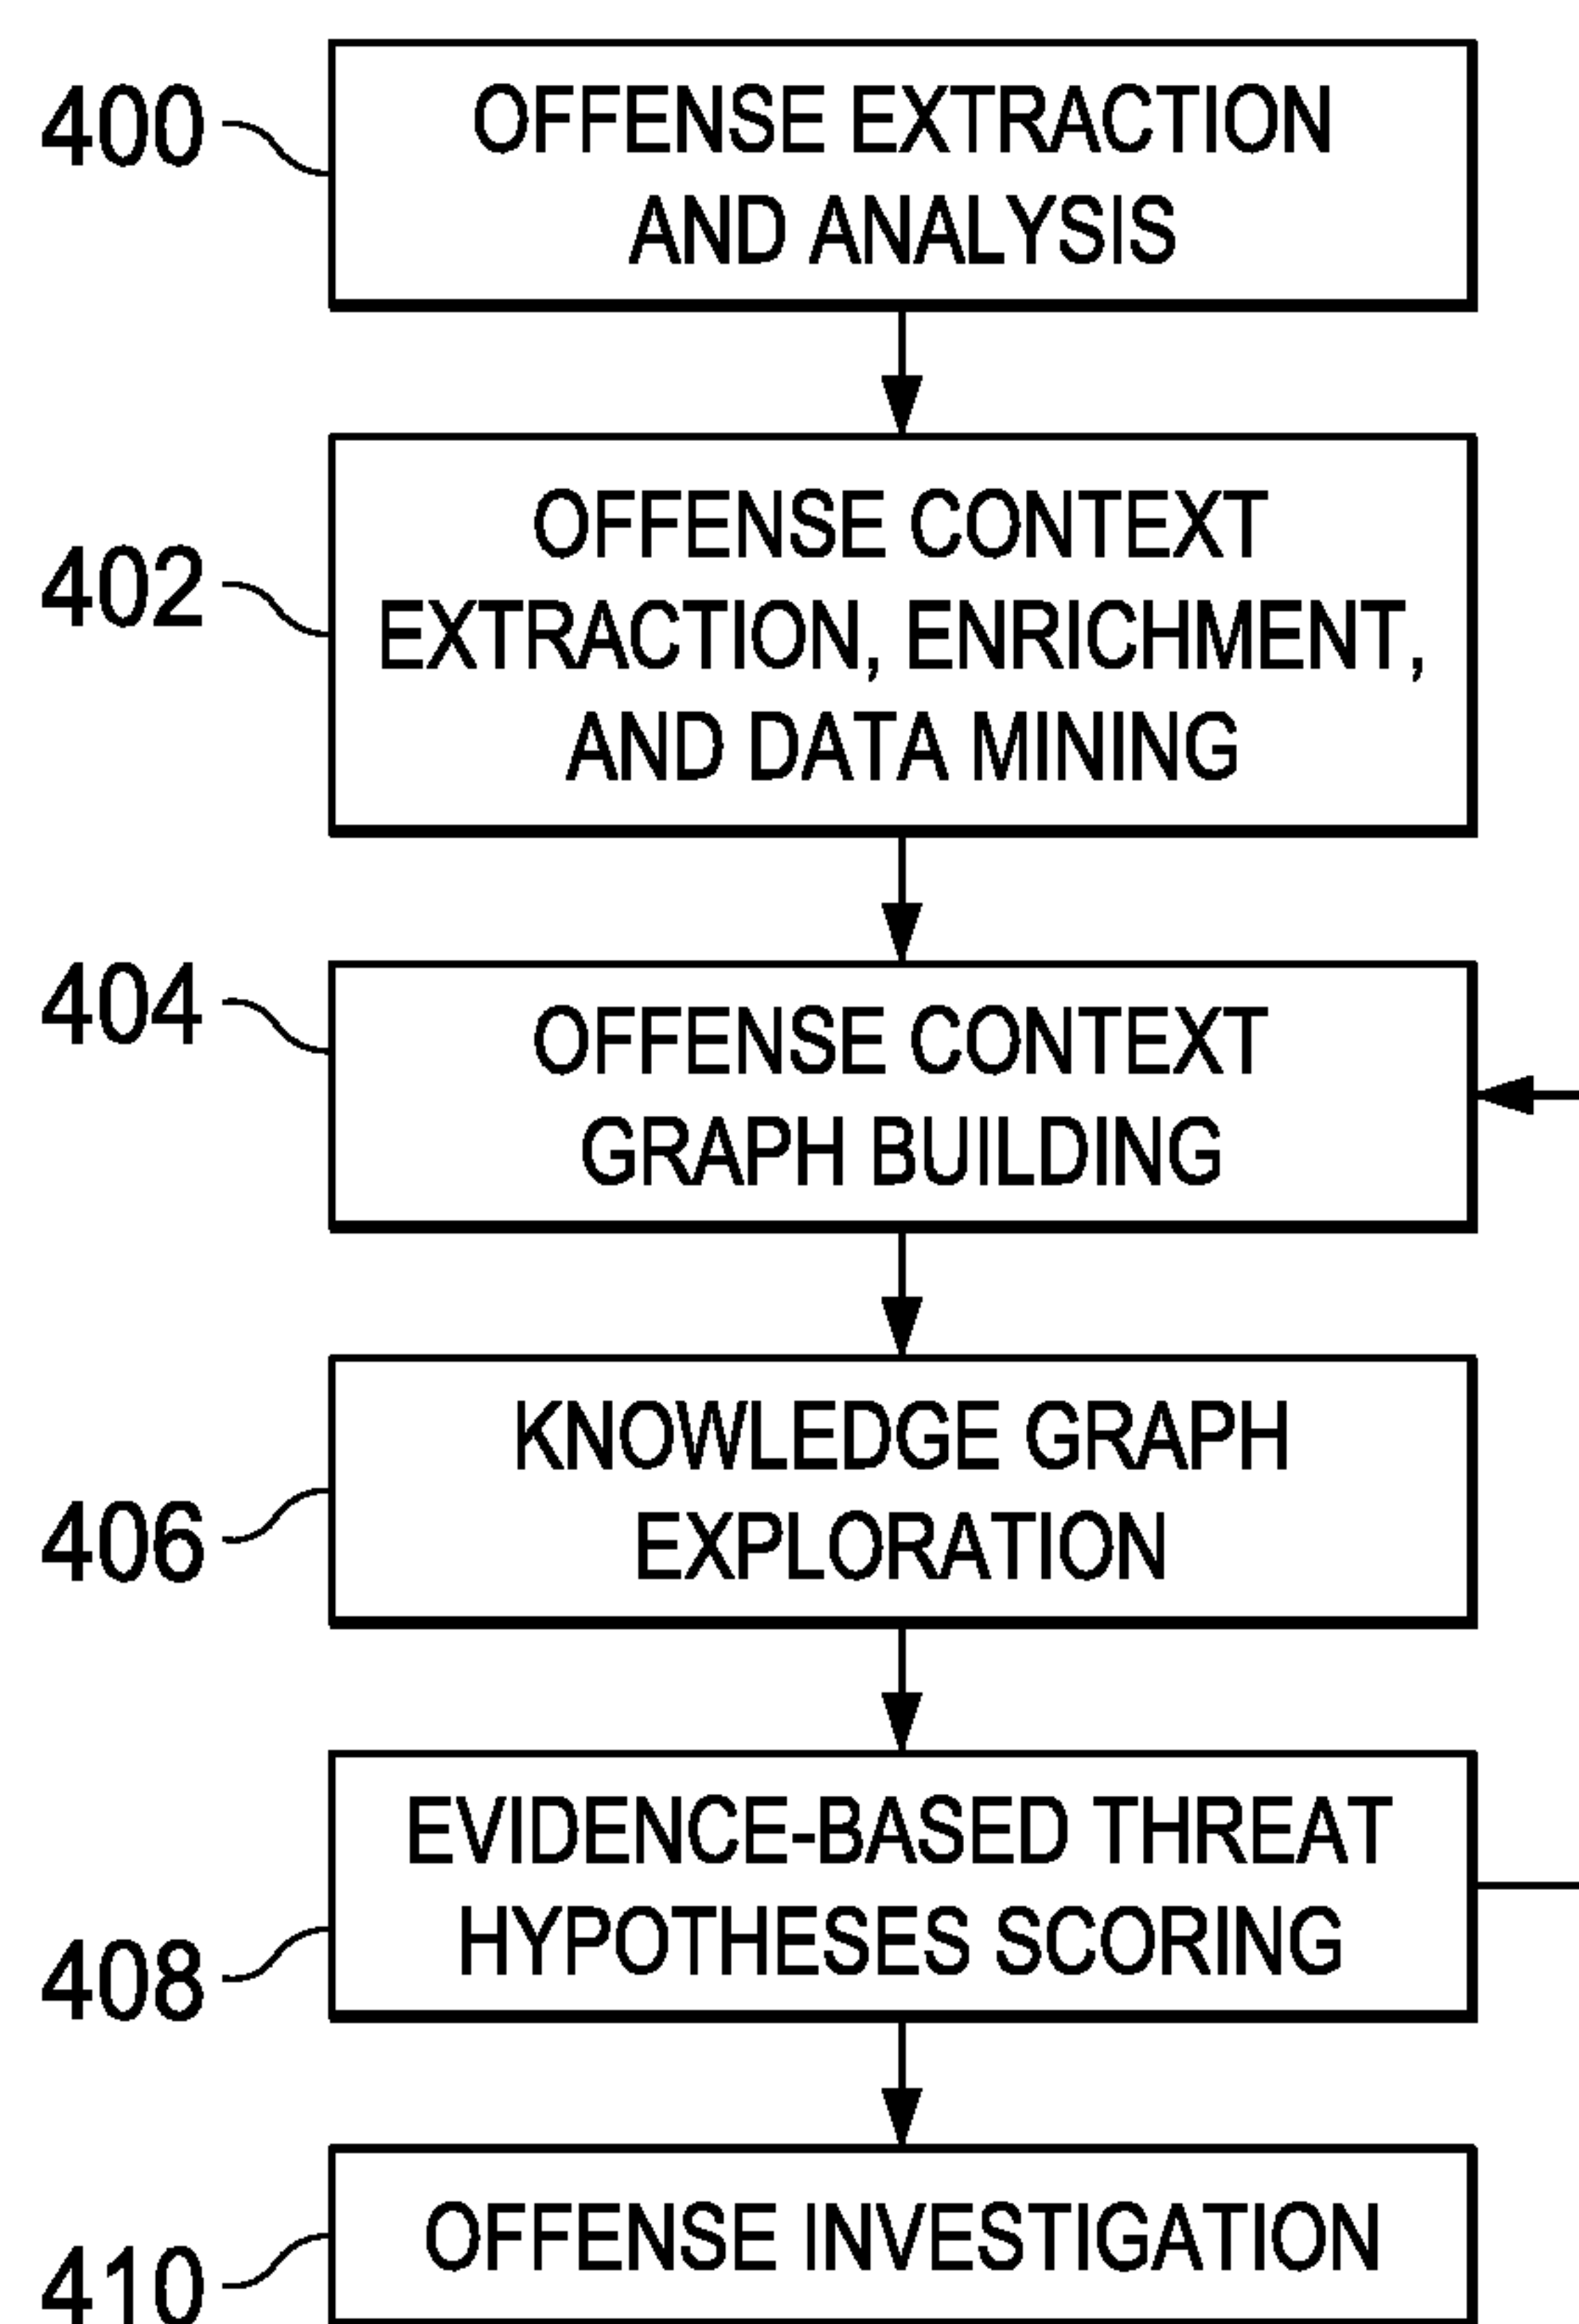 400
OFFENSE EXTRACTION
AND ANALYSIS
402
OFFENSE CONTEXT
EXTRACTION, ENRICHMENT,
AND DATA MINING
404
OFFENSE CONTEXT
GRAPH BUILDING
406
KNOWLEDGE GRAPH
EXPLORATION
408
EVIDENCE-BASED THREAT
HYPOTHESES SCORING
410
OFFENSE INVESTIGATION